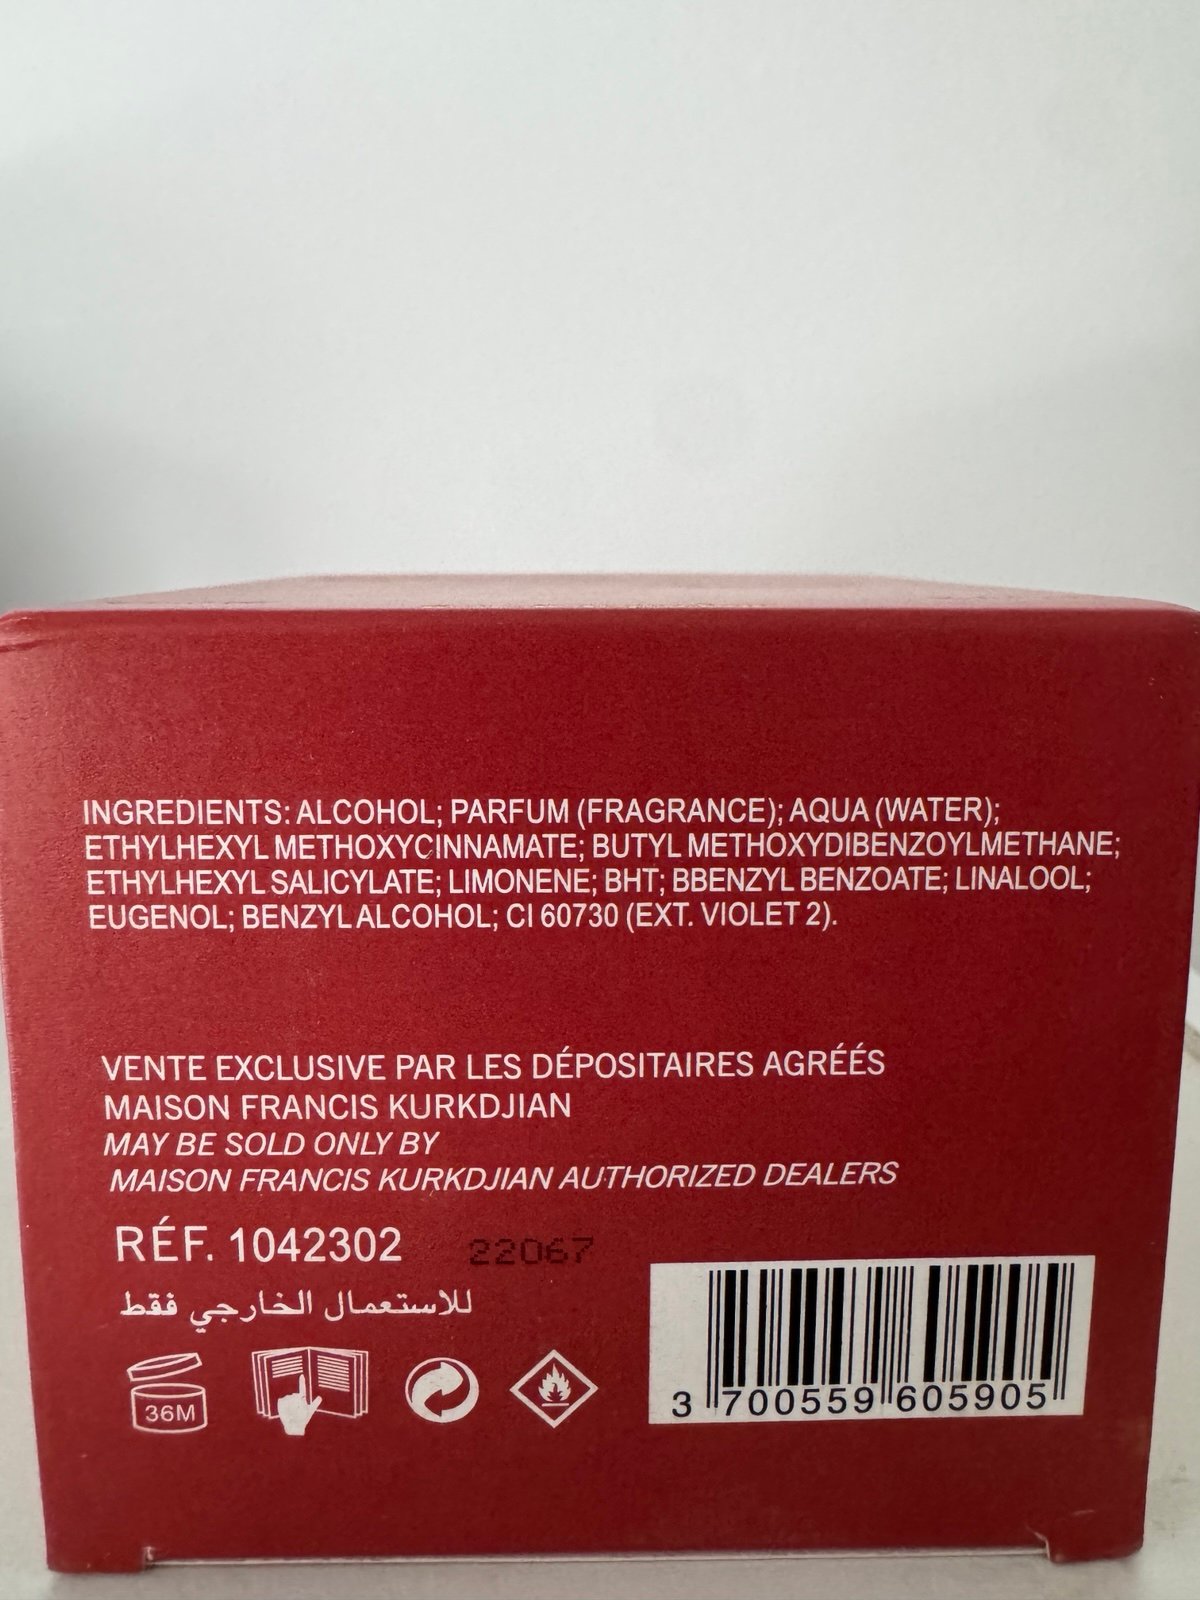 INGREDIENTS: ALCOHOL; PARFUM (FRAGRANCE); AQUA (WATER);
ETHYLHEXYL METHOXYCINNAMATE; BUTYL METHOXYDIBENZOYLMETHANE;
ETHYLHEXYL SALICYLATE; LIMONENE; BHT; BBENZYL BENZOATE; LINALOOL;
EUGENOL; BENZYL ALCOHOL; CI 60730 (EXT. VIOLET 2).
VENTE EXCLUSIVE PAR LES DÉPOSITAIRES AGRÉÉS
MAISON FRANCIS KURKDJIAN
MAY BE SOLD ONLY BY
MAISON FRANCIS KURKDJIAN AUTHORIZED DEALERS
RÉF. 1042302 22067
للاستعمال الخارجي فقط
36M
3 700559 605905